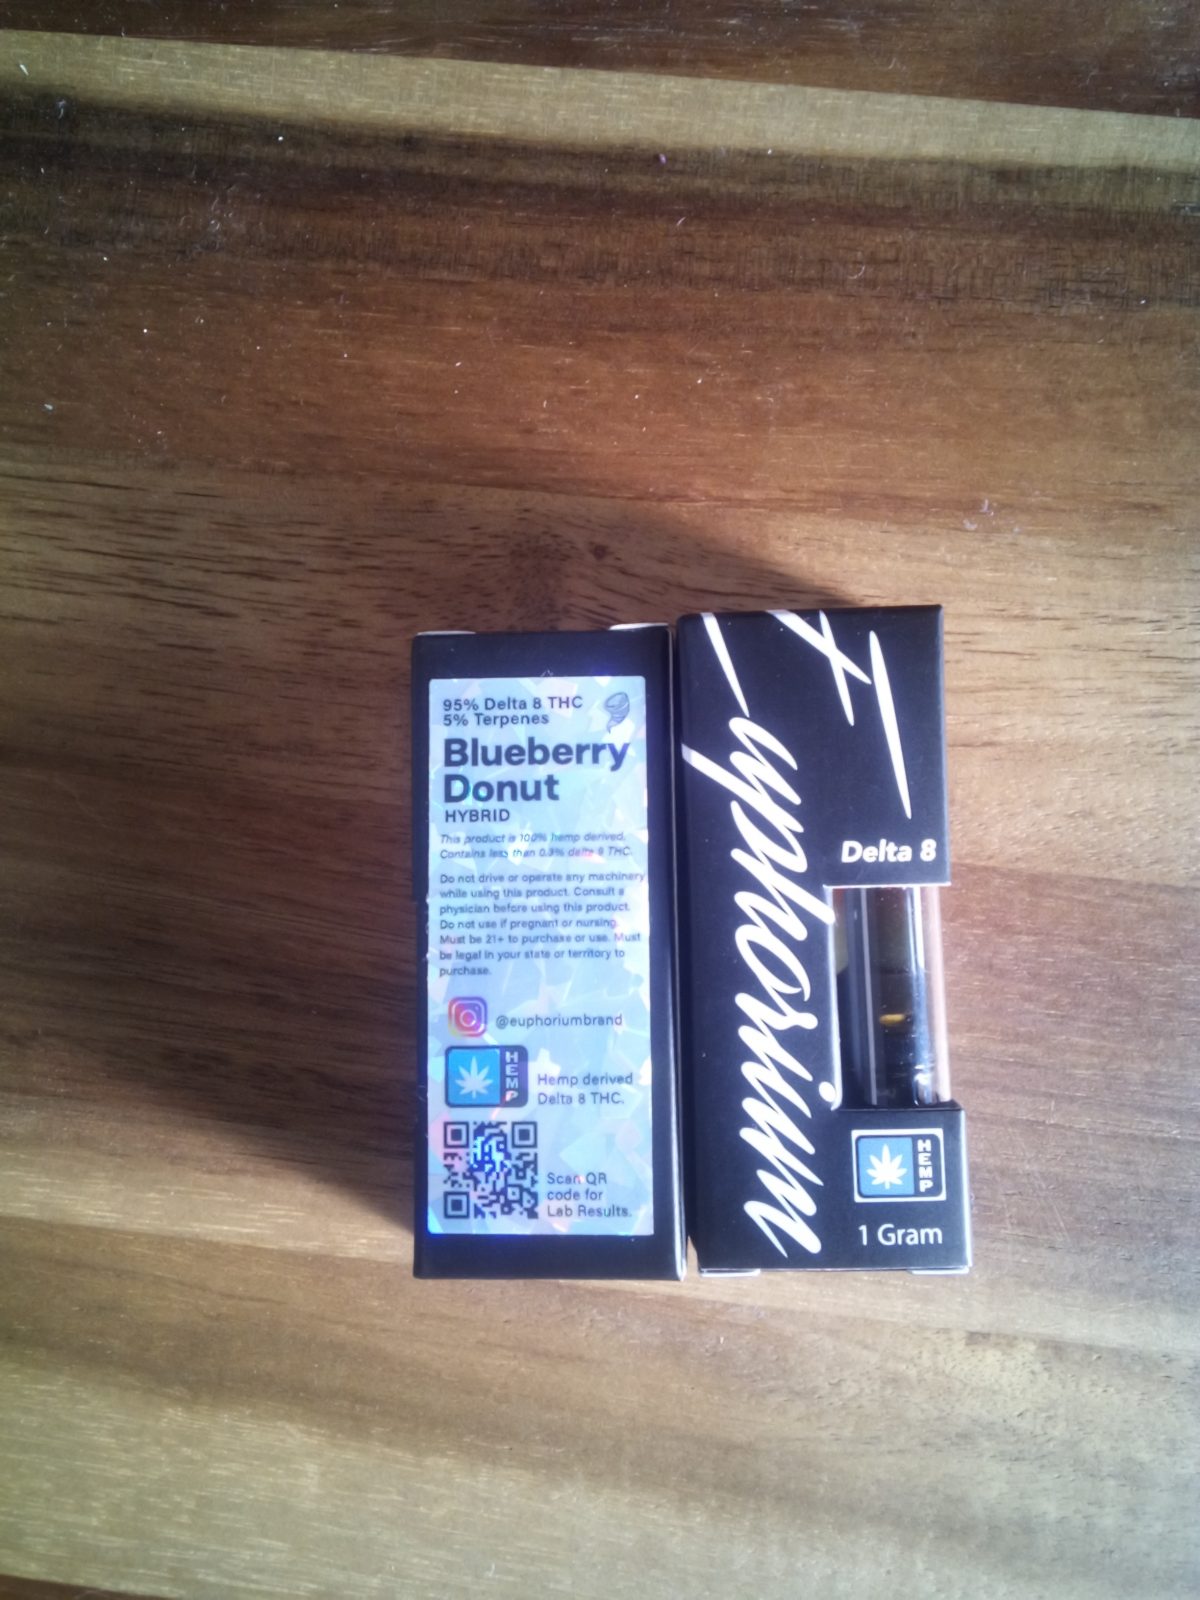 95% Delta 8 THC
5% Terpenes
Blueberry
Donut
HYBRID
This product is 100% hemp derived.
Contains less than 0.3% delta 9 THC.
Do not drive or operate any machinery
while using this product. Consult a
physician before using this product.
Do not use if pregnant or nursing.
Must be 21+ to purchase or use. Must
be legal in your state or territory to
purchase.
@euphoriumbrand
HEMP
Hemp derived
Delta 8 THC.
Scan QR
code for
Lab Results.
Euphorium
Delta 8
HEMP
1 Gram